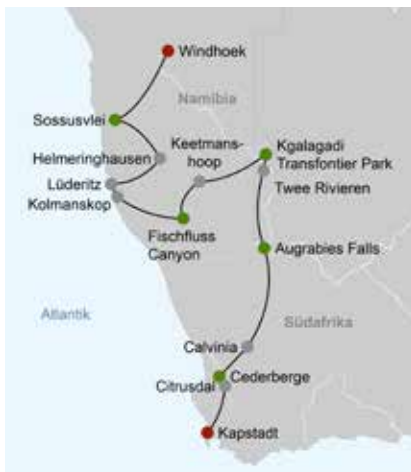 Windhoek
Namibia
Sossusvlei
Keetmans-
hoop
Kgalagadi
Transfontier Park
Helmeringhausen
Twee Rivieren
Lüderitz
Kolmanskop
Fischfluss
Canyon
Augrabies Falls
Atlantik
Südafrika
Calvinia
Cederberge
Citrusdal
Kapstadt